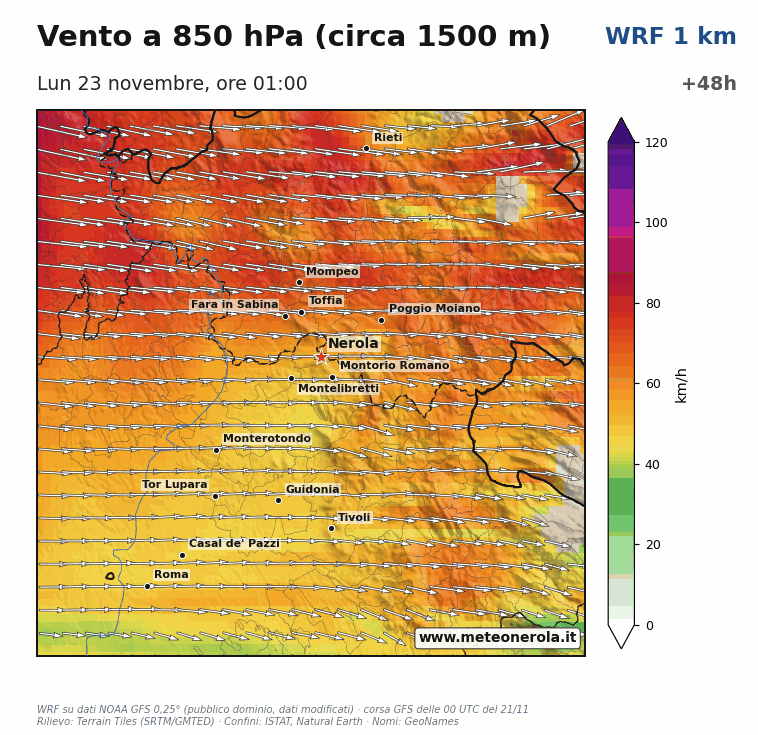 Vento a 850 hPa (circa 1500 m)
WRF 1 km
Lun 23 novembre, ore 01:00
+48h
Rieti
Mompeo
Fara in Sabina
Toffia
Poggio Moiano
Nerola
Montorio Romano
Montelibretti
Monterotondo
Tor Lupara
Guidonia
Tivoli
Casal de' Pazzi
Roma
www.meteonerola.it
120
100
80
60
40
20
0
km/h
WRF su dati NOAA GFS 0,25° (pubblico dominio, dati modificati) · corsa GFS delle 00 UTC del 21/11
Rilievo: Terrain Tiles (SRTM/GMTED) · Confini: ISTAT, Natural Earth · Nomi: GeoNames